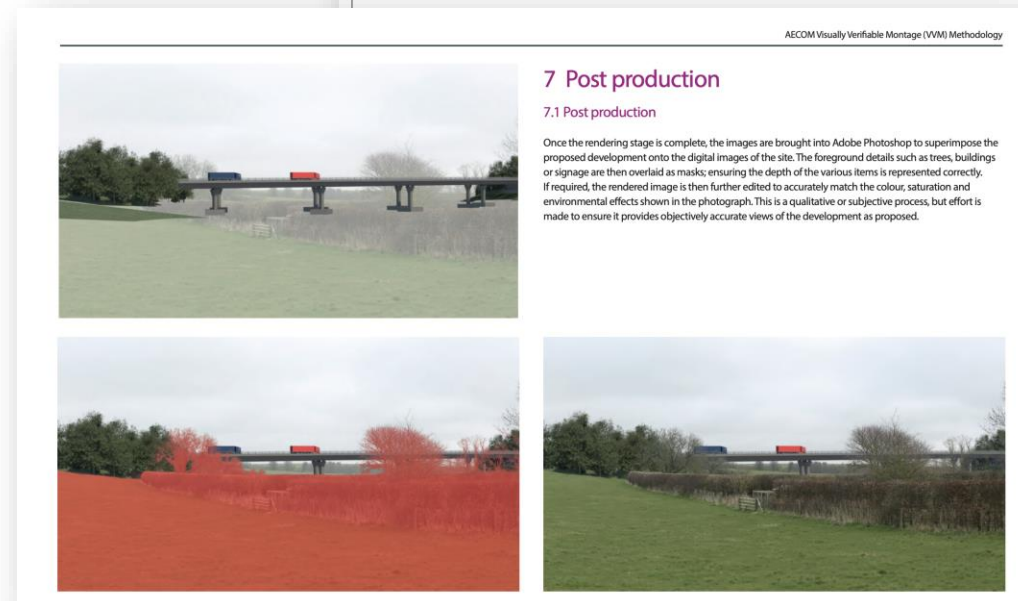 AECOM Visually Verifiable Montage (VVM) Methodology
7 Post production
7.1 Post production
Once the rendering stage is complete, the images are brought into Adobe Photoshop to superimpose the
proposed development onto the digital images of the site. The foreground details such as trees, buildings
or signage are then overlaid as masks; ensuring the depth of the various items is represented correctly.
If required, the rendered image is then further edited to accurately match the colour, saturation and
environmental effects shown in the photograph. This is a qualitative or subjective process, but effort is
made to ensure it provides objectively accurate views of the development as proposed.